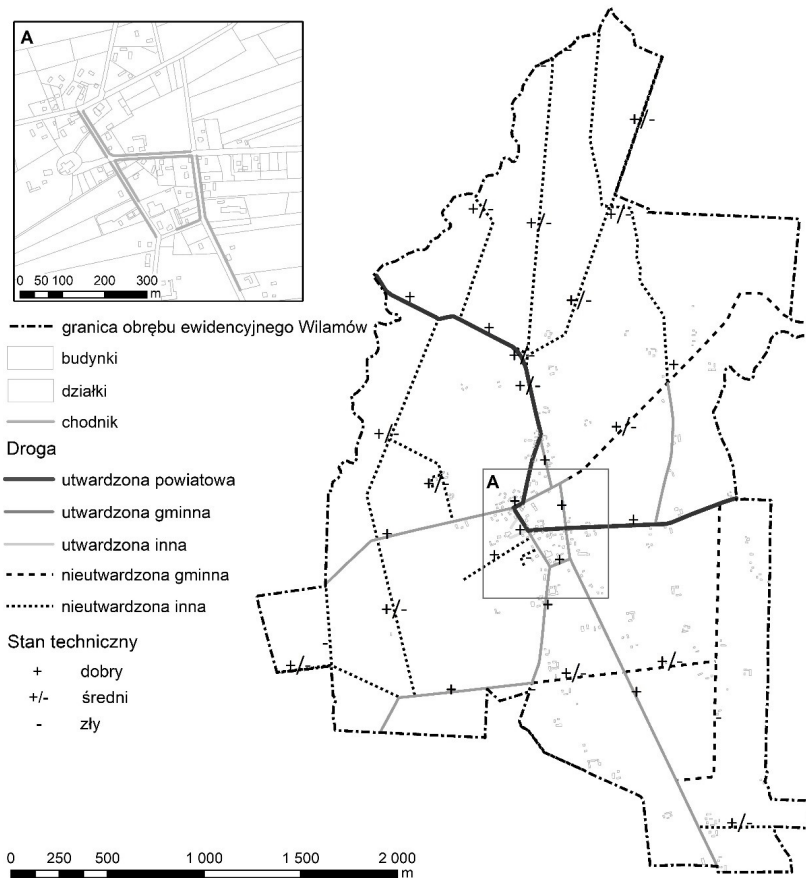 A
0 50 100 200 300
m
granica obrębu ewidencyjnego Wilamów
budynki
działki
chodnik
Droga
utwardzona powiatowa
utwardzona gminna
utwardzona inna
nieutwardzona gminna
nieutwardzona inna
Stan techniczny
+ dobry
+/- średni
- zły
0 250 500 1 000 1 500 2 000
m
+/-
+/-
+/-
+/-
+/-
+
+
+/-
+/-
+
+/-
+/-
+/-
+
A
+
+
+
+
+
+
-
+
+
+/-
+
-
+/-
+/-
+/-
+
+
-
+/-